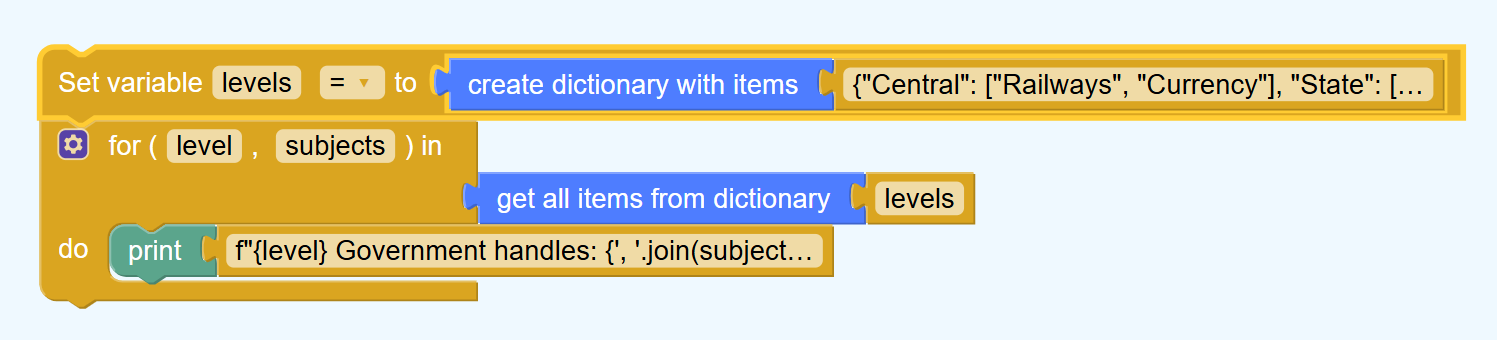 Set variable levels = to create dictionary with items {"Central": ["Railways", "Currency"], "State": [...
for ( level , subjects ) in
get all items from dictionary levels
do print f"{level} Government handles: {', '.join(subject...